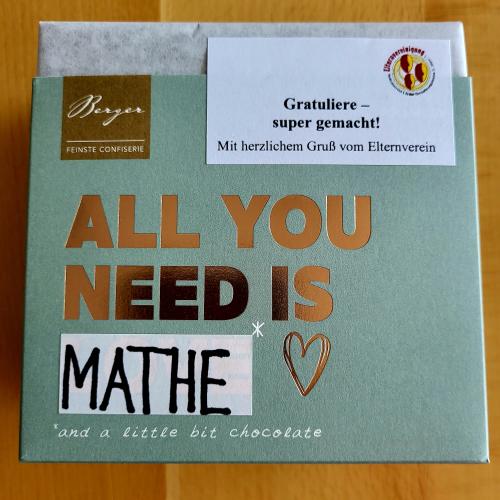 Elternvereinigung
Gratuliere –
super gemacht!
Mit herzlichem Gruß vom Elternverein
Berger
FEINSTE CONFISERIE
ALL YOU
NEED IS
*
MATHE
*and a little bit chocolate